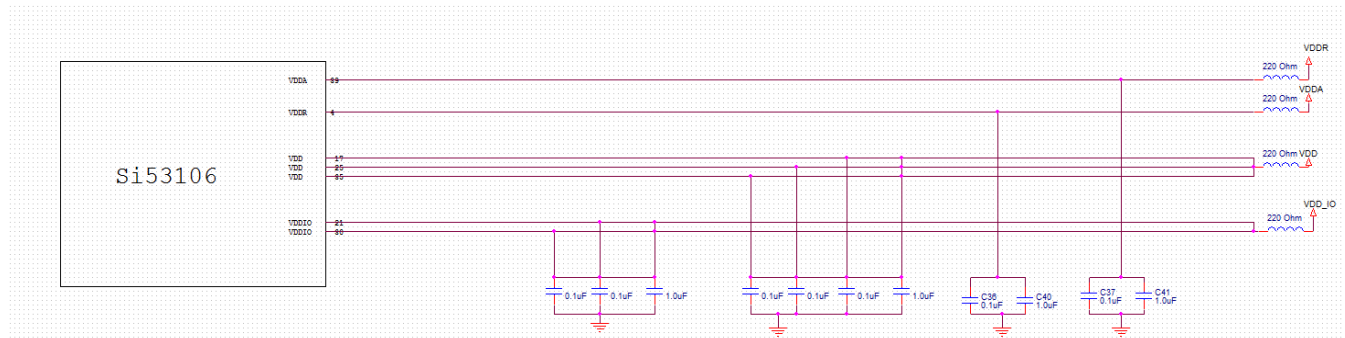 VDDR
220 Ohm
VDDA 39
VDDA
220 Ohm
VDDR 4
220 Ohm VDD
VDD 17
VDD 25
VDD 35
Si53106
VDD_IO
220 Ohm
VDDIO 21
VDDIO 30
0.1uF 0.1uF 1.0uF 0.1uF 0.1uF 0.1uF 1.0uF
C36 0.1uF
C40 1.0uF
C37 0.1uF
C41 1.0uF